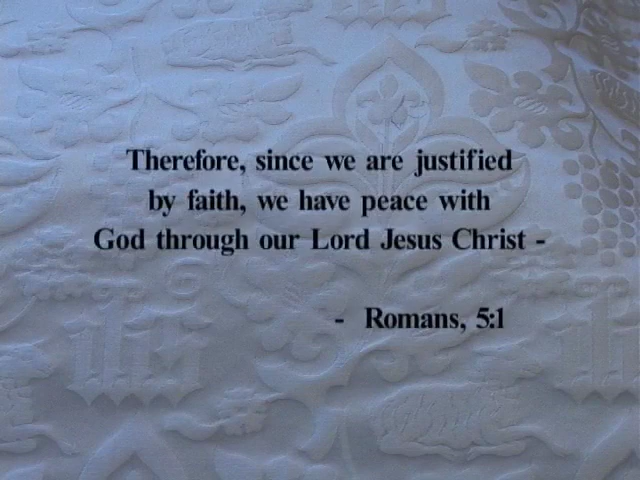 Therefore, since we are justified
by faith, we have peace with
God through our Lord Jesus Christ -
- Romans, 5:1